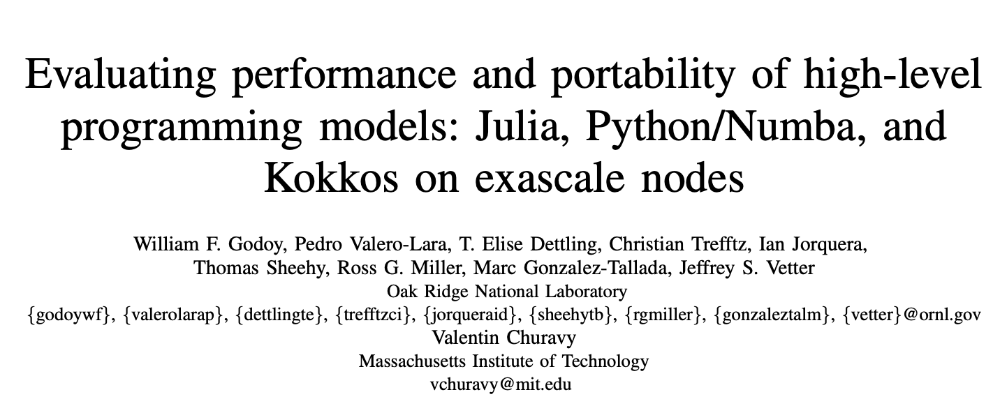 Evaluating performance and portability of high-level
programming models: Julia, Python/Numba, and
Kokkos on exascale nodes
William F. Godoy, Pedro Valero-Lara, T. Elise Dettling, Christian Trefftz, Ian Jorquera,
Thomas Sheehy, Ross G. Miller, Marc Gonzalez-Tallada, Jeffrey S. Vetter
Oak Ridge National Laboratory
{godoywf}, {valerolarap}, {dettlingte}, {trefftzci}, {jorqueraid}, {sheehytb}, {rgmiller}, {gonzaleztalm}, {vetter}@ornl.gov
Valentin Churavy
Massachusetts Institute of Technology
vchuravy@mit.edu